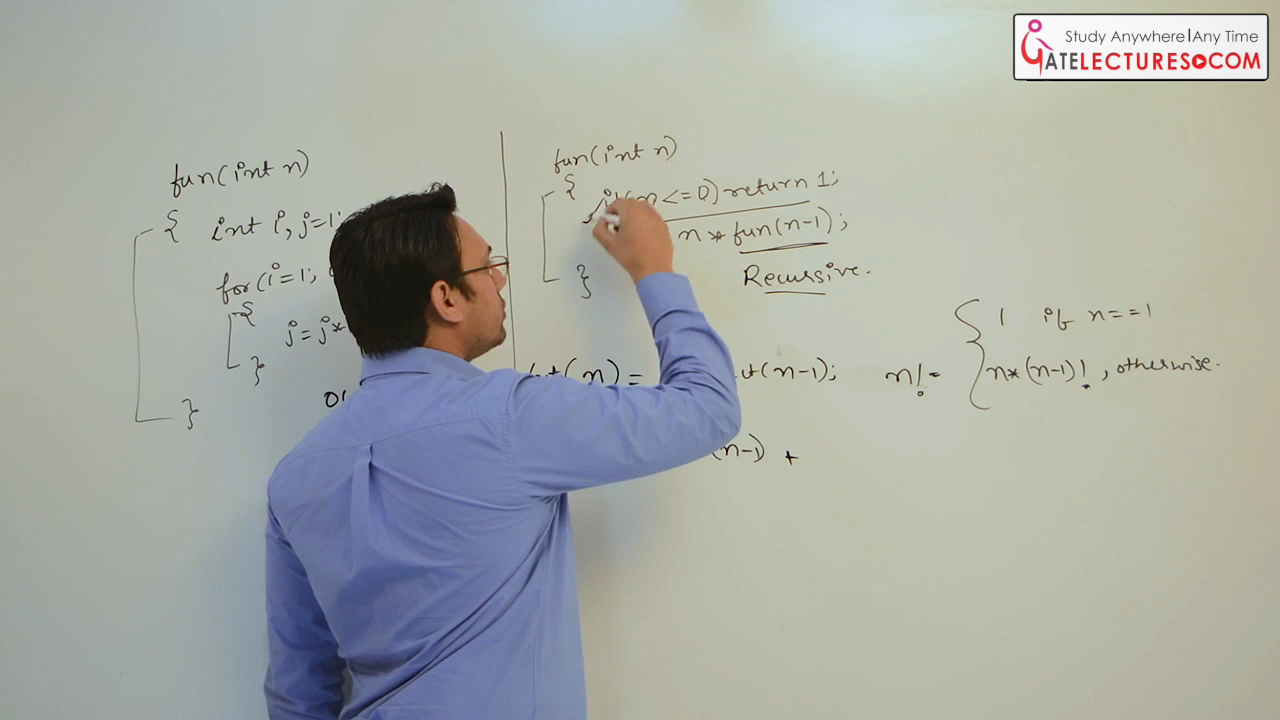 Study Anywhere|Any Time
GATELECTURES.COM
fun(int n)
{ int i, j=1;
for(i=1;
{
j=j*
}
}
fun(int n)
{ if(n<=0) return 1;
n * fun(n-1);
}
Recursive.
(n)= (n-1);
(n-1) +
n! = { 1 if n==1
n*(n-1)! , otherwise.